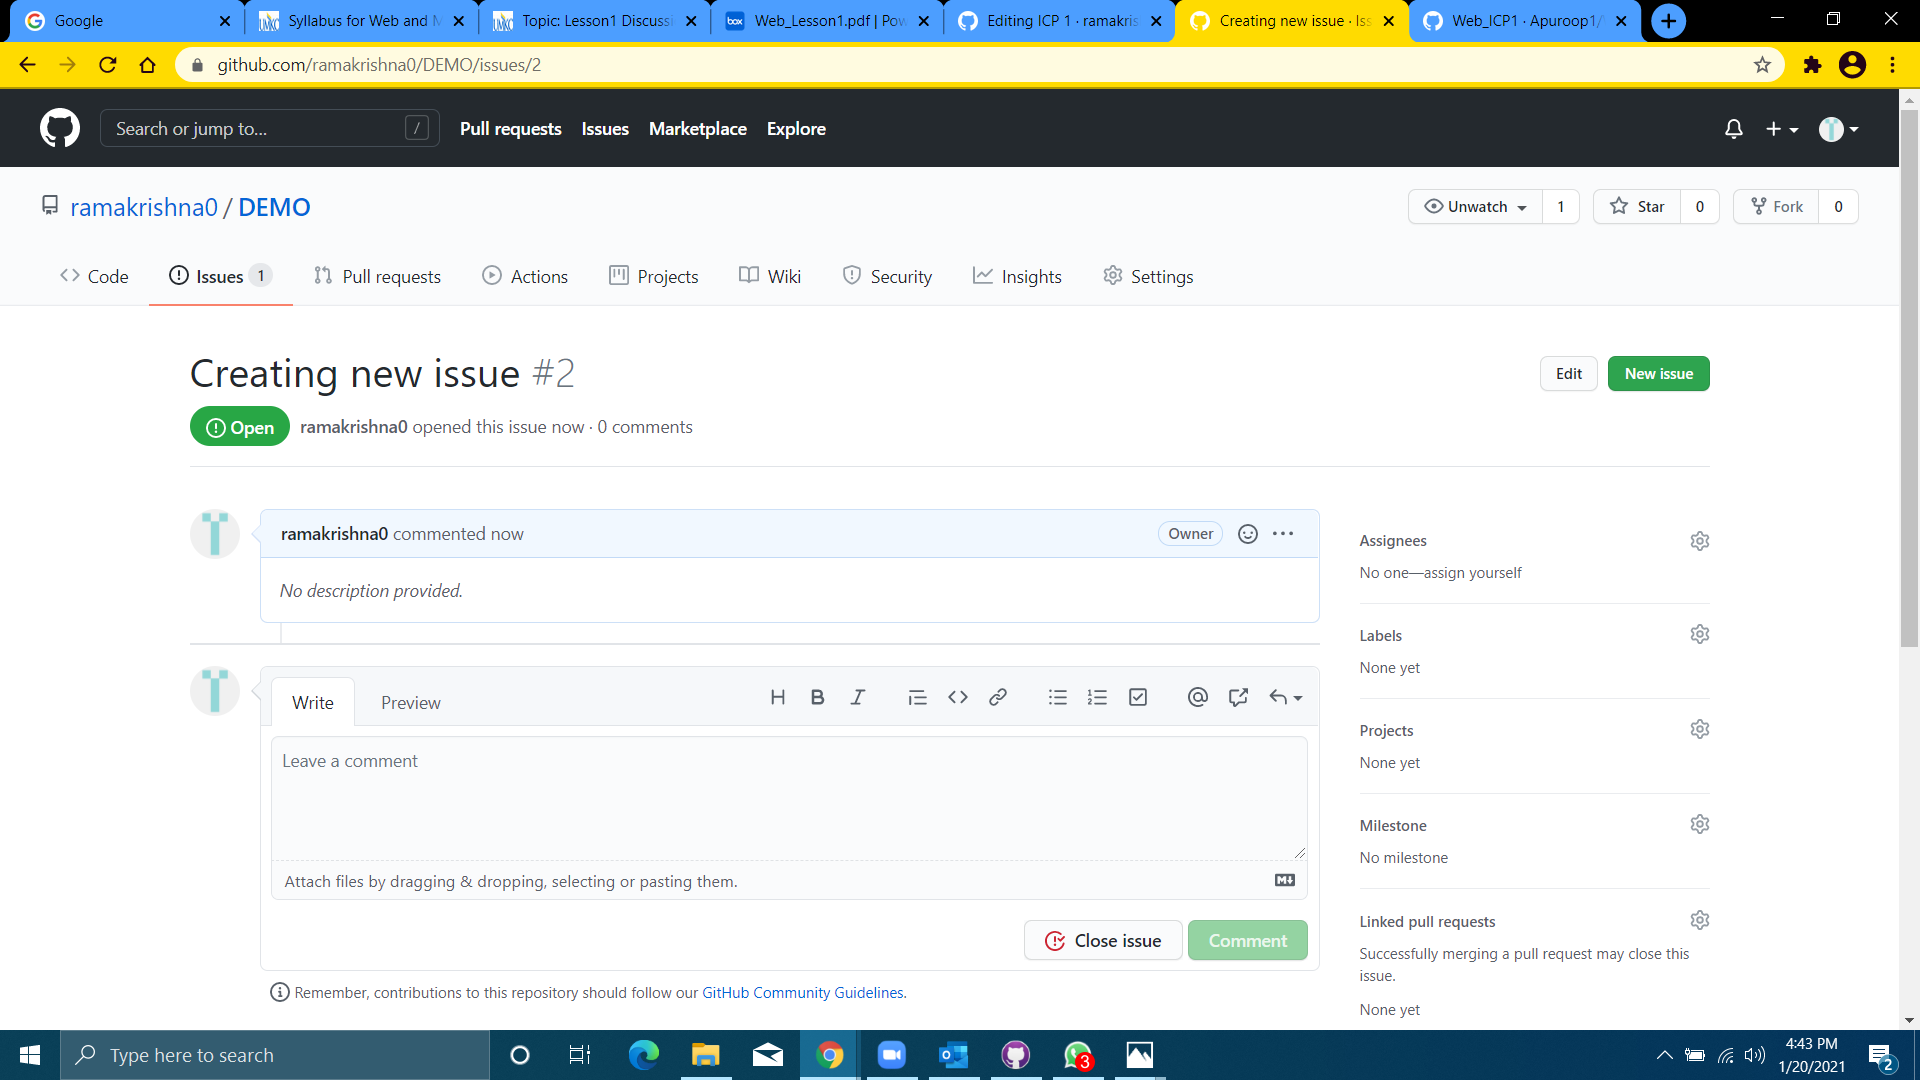 Google
Syllabus for Web and M
Topic: Lesson1 Discussi
box Web_Lesson1.pdf | Pow
Editing ICP 1 · ramakris
Creating new issue · Iss
Web_ICP1 · Apuroop1/
github.com/ramakrishna0/DEMO/issues/2
Search or jump to... /
Pull requests Issues Marketplace Explore
ramakrishna0 / DEMO
Unwatch 1 Star 0 Fork 0
Code Issues 1 Pull requests Actions Projects Wiki Security Insights Settings
Creating new issue #2
Edit New issue
Open ramakrishna0 opened this issue now · 0 comments
ramakrishna0 commented now Owner
No description provided.
Write Preview
Leave a comment
Attach files by dragging & dropping, selecting or pasting them.
Close issue Comment
Remember, contributions to this repository should follow our GitHub Community Guidelines.
Assignees
No one—assign yourself
Labels
None yet
Projects
None yet
Milestone
No milestone
Linked pull requests
Successfully merging a pull request may close this
issue.
None yet
Type here to search
3
4:43 PM
1/20/2021
2